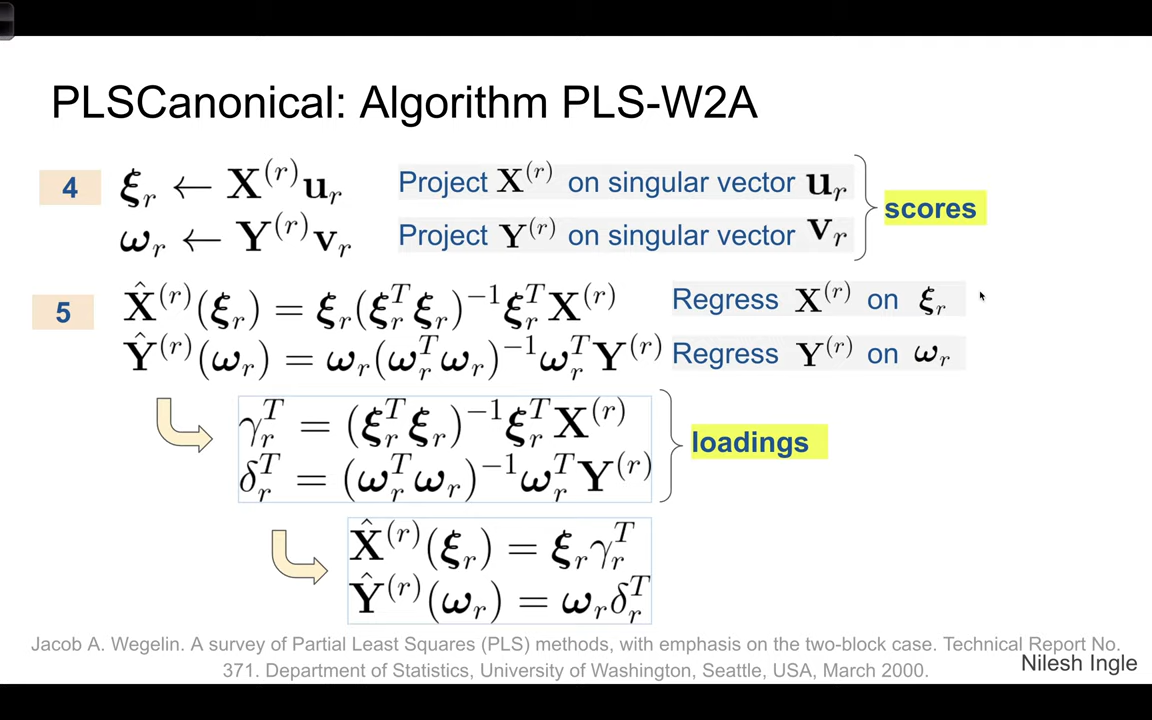 PLSCanonical: Algorithm PLS-W2A
4 ξ_r ← X^(r) u_r Project X^(r) on singular vector u_r
ω_r ← Y^(r) v_r Project Y^(r) on singular vector v_r
scores
5 X̂^(r)(ξ_r) = ξ_r(ξ_r^T ξ_r)^−1 ξ_r^T X^(r) Regress X^(r) on ξ_r
Ŷ^(r)(ω_r) = ω_r(ω_r^T ω_r)^−1 ω_r^T Y^(r) Regress Y^(r) on ω_r
γ_r^T = (ξ_r^T ξ_r)^−1 ξ_r^T X^(r)
δ_r^T = (ω_r^T ω_r)^−1 ω_r^T Y^(r)
loadings
X̂^(r)(ξ_r) = ξ_r γ_r^T
Ŷ^(r)(ω_r) = ω_r δ_r^T
Jacob A. Wegelin. A survey of Partial Least Squares (PLS) methods, with emphasis on the two-block case. Technical Report No.
371. Department of Statistics, University of Washington, Seattle, USA, March 2000.
Nilesh Ingle